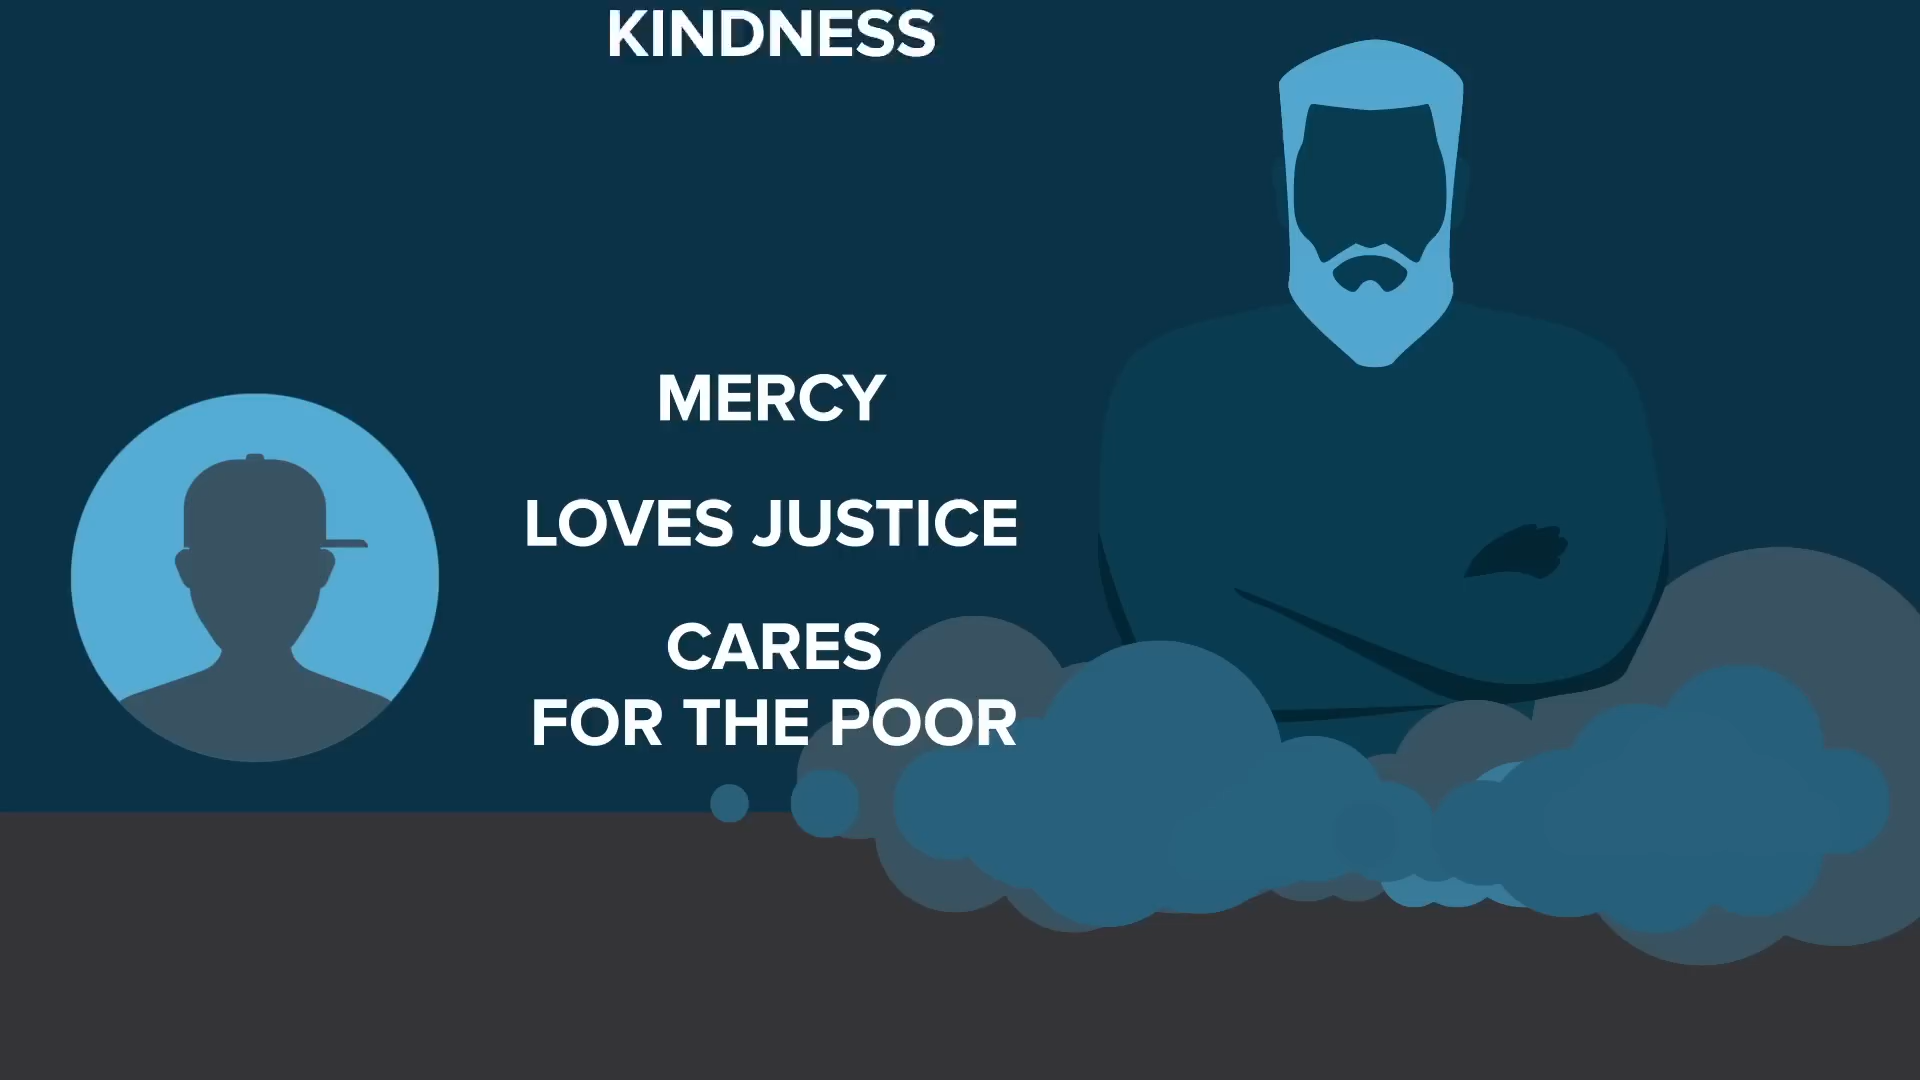 KINDNESS
MERCY
LOVES JUSTICE
CARES
FOR THE POOR